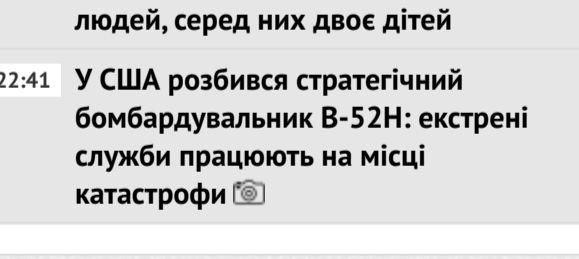 людей, серед них двоє дітей
22:41
У США розбився стратегічний
бомбардувальник B-52H: екстрені
служби працюють на місці
катастрофи